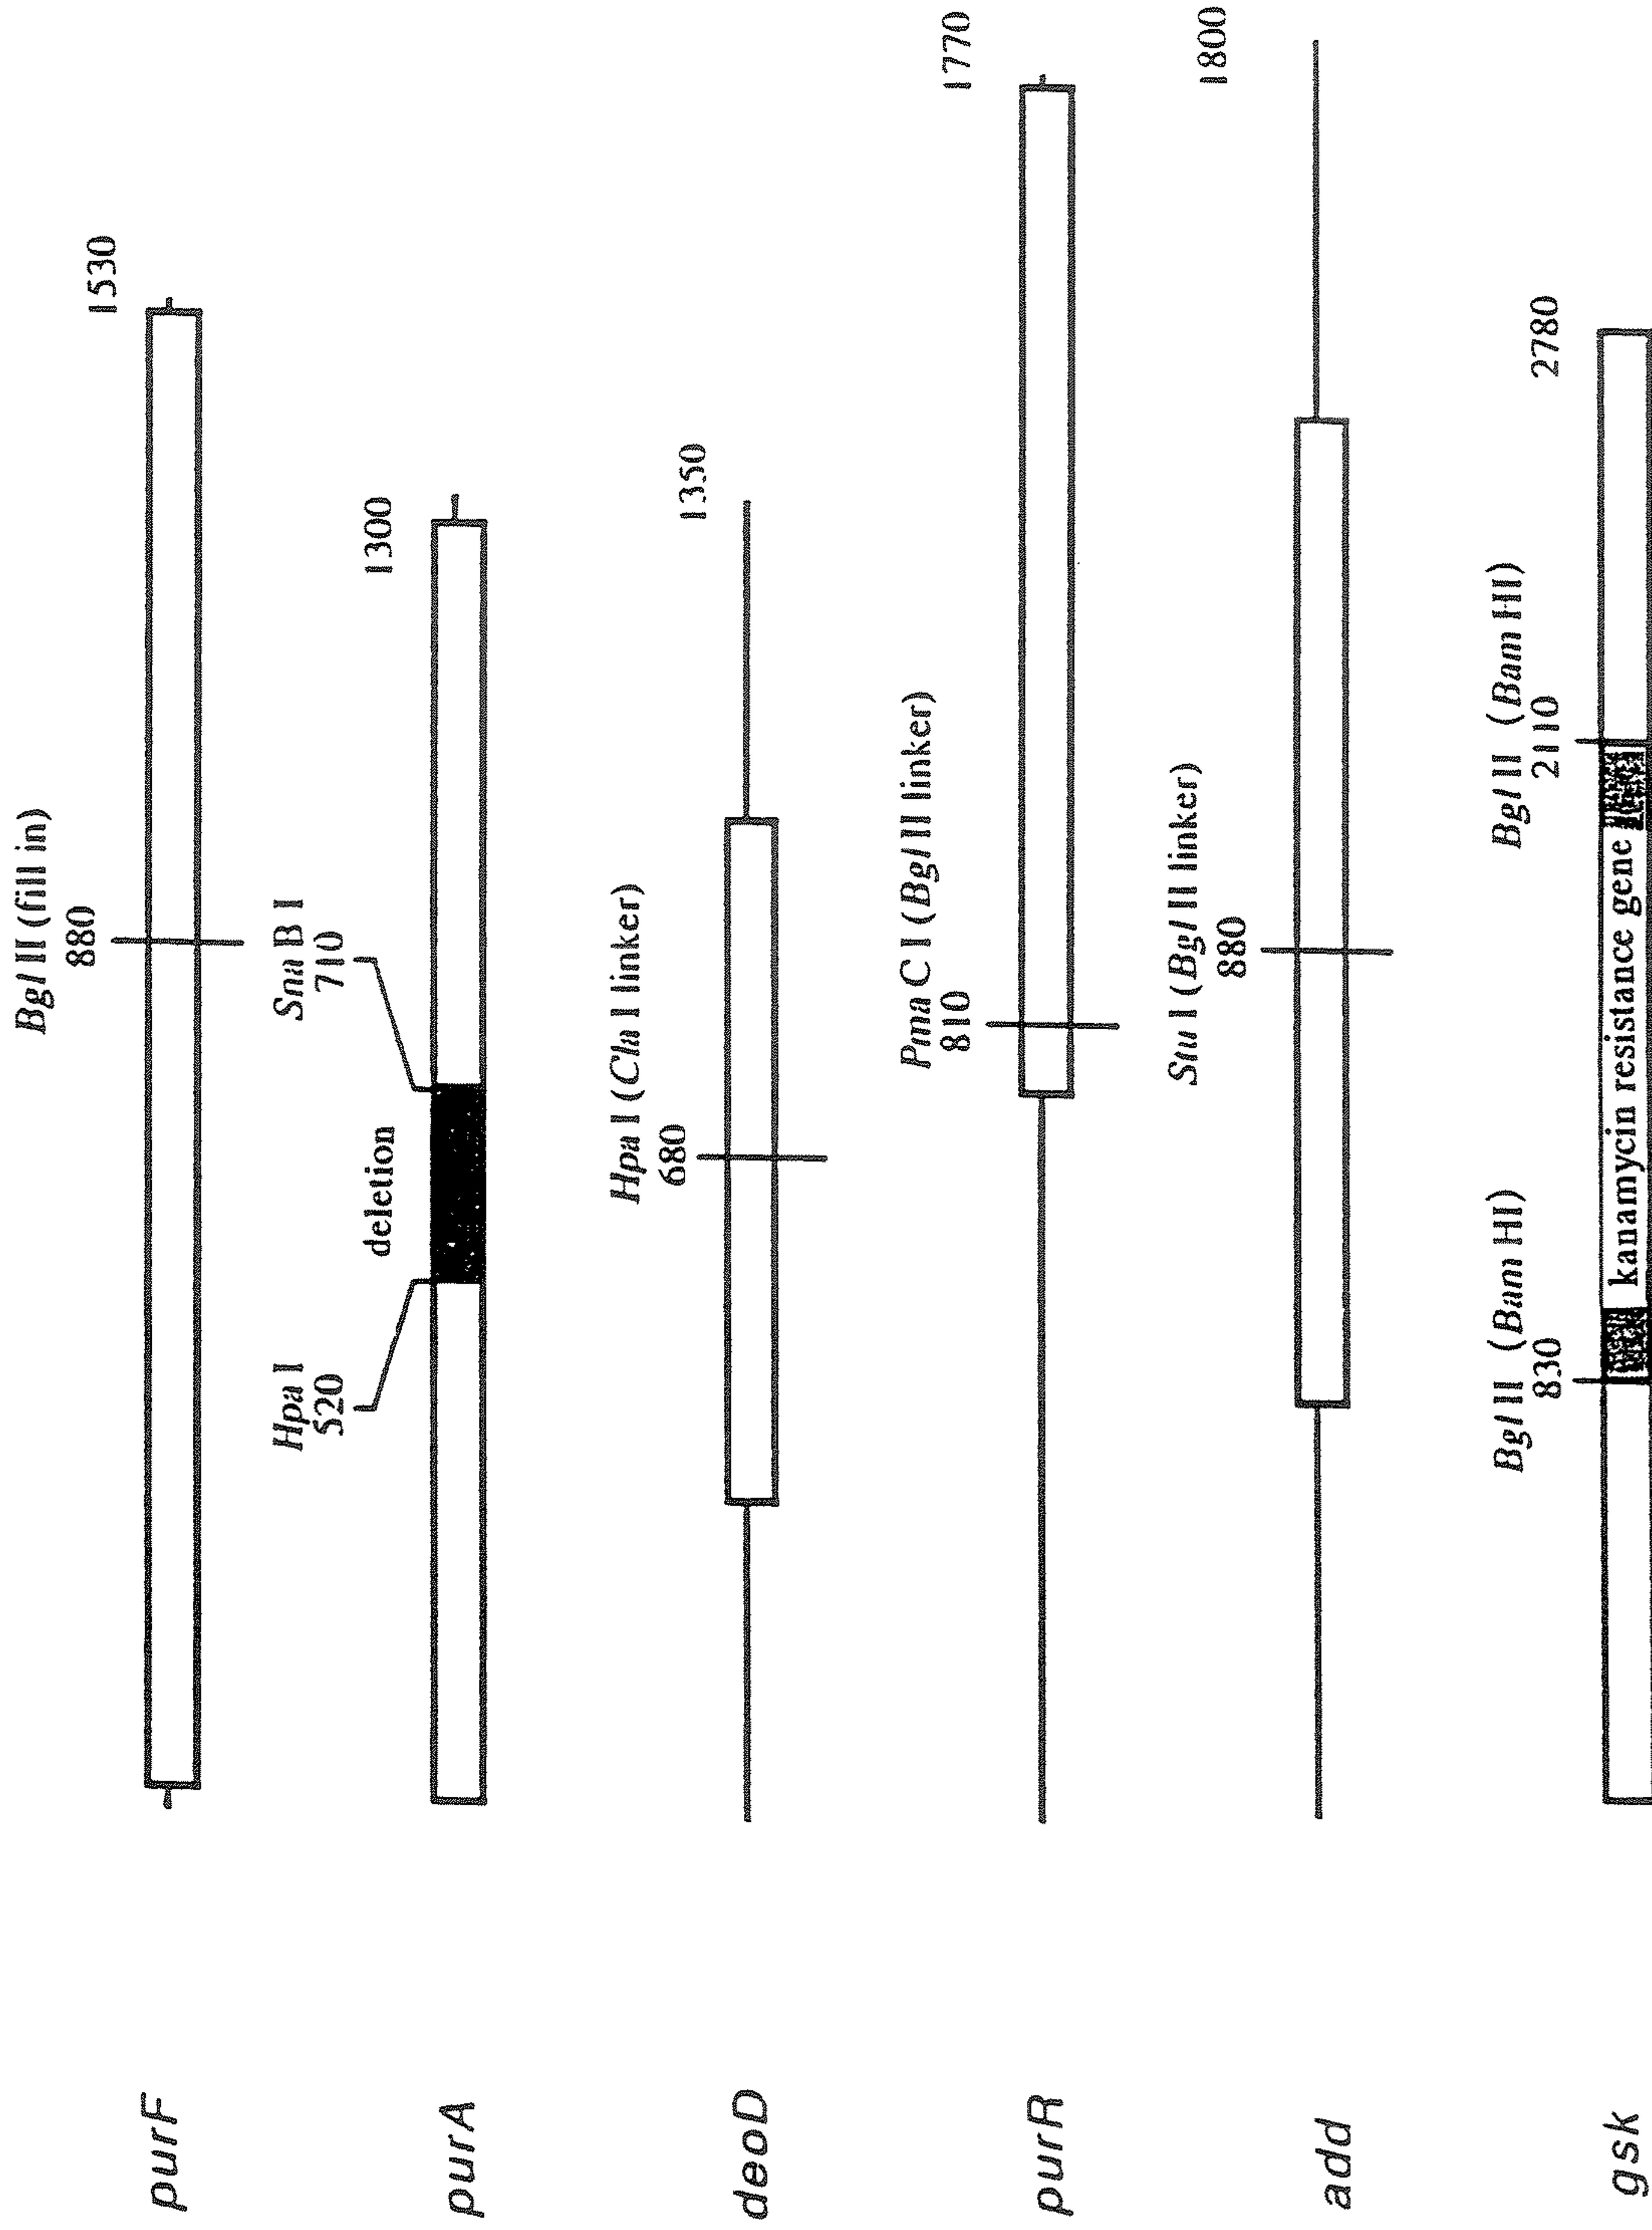 purF
Bgl II (fill in)
880
1530
purA
Hpa I
520
deletion
Sna B I
710
1300
deoD
Hpa I (Cla I linker)
680
1350
purR
Pma C I (Bgl II linker)
810
1770
add
Stu I (Bgl II linker)
880
1800
gsk
Bgl II (Bam HI)
830
kanamycin resistance gene
Bgl II (Bam HI)
2110
2780